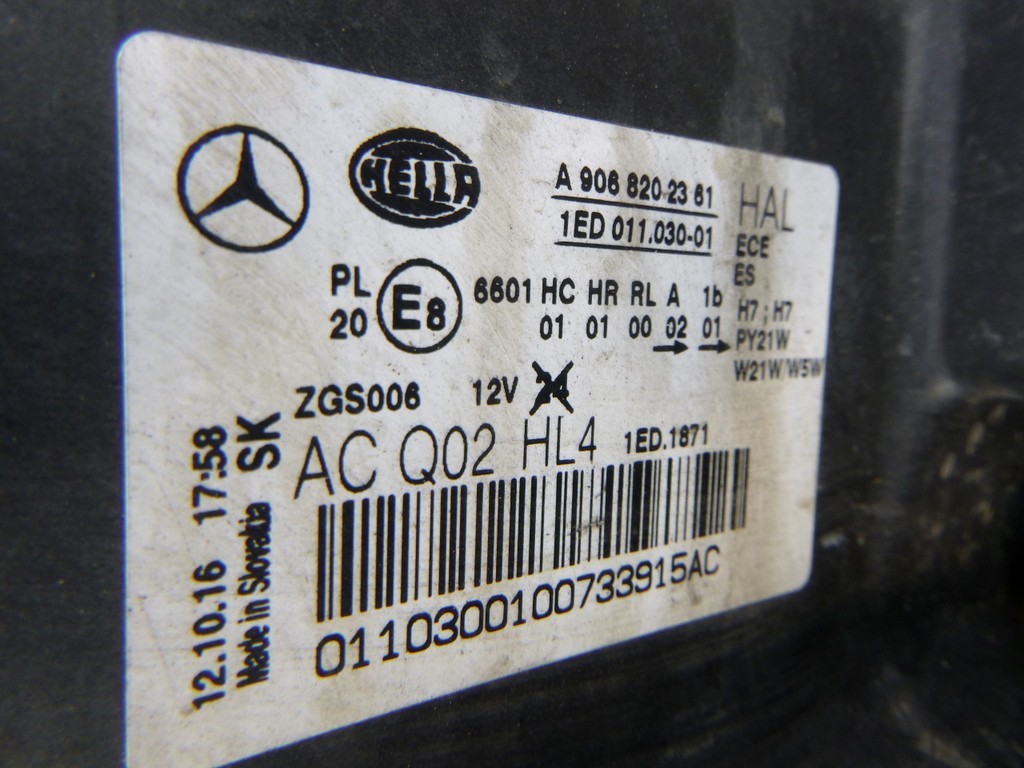 HELLA
A 906 820 23 61
1ED 011.030-01
HAL
ECE
ES
H7 ; H7
PY21W
W21W/W5W
PL
20
E8
6601 HC HR RL A 1b
01 01 00 02 01
ZGS006 12V 24
AC Q02 HL4 1ED.1871
0110300100733915AC
12.10.16 17:58
Made in Slovakia SK